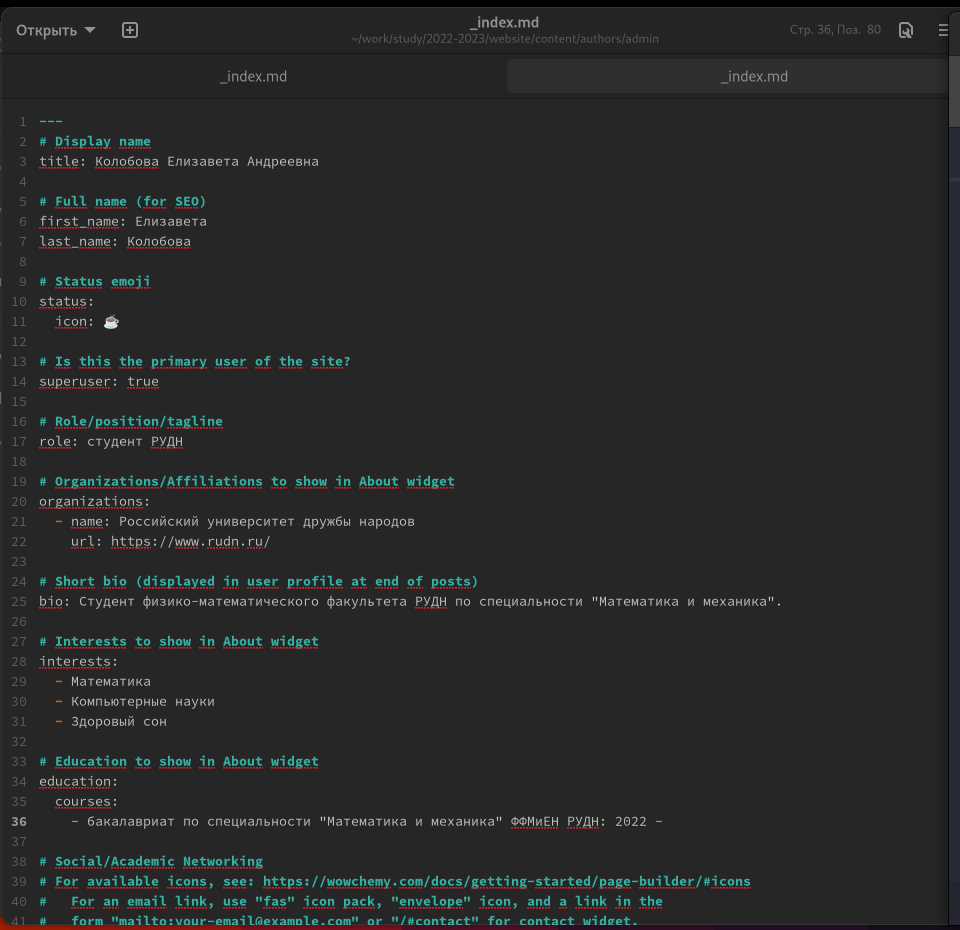 Открыть
_index.md
~/work/study/2022-2023/website/content/authors/admin
Стр. 36, Поз. 80
_index.md
_index.md
1 ---
2 # Display name
3 title: Колобова Елизавета Андреевна
4
5 # Full name (for SEO)
6 first_name: Елизавета
7 last_name: Колобова
8
9 # Status emoji
10 status:
11   icon: ☕
12
13 # Is this the primary user of the site?
14 superuser: true
15
16 # Role/position/tagline
17 role: студент РУДН
18
19 # Organizations/Affiliations to show in About widget
20 organizations:
21   - name: Российский университет дружбы народов
22     url: https://www.rudn.ru/
23
24 # Short bio (displayed in user profile at end of posts)
25 bio: Студент физико-математического факультета РУДН по специальности "Математика и механика".
26
27 # Interests to show in About widget
28 interests:
29   - Математика
30   - Компьютерные науки
31   - Здоровый сон
32
33 # Education to show in About widget
34 education:
35   courses:
36     - бакалавриат по специальности "Математика и механика" ФФМиЕН РУДН: 2022 -
37
38 # Social/Academic Networking
39 # For available icons, see: https://wowchemy.com/docs/getting-started/page-builder/#icons
40 #   For an email link, use "fas" icon pack, "envelope" icon, and a link in the
41 #   form "mailto:your-email@example.com" or "/#contact" for contact widget.